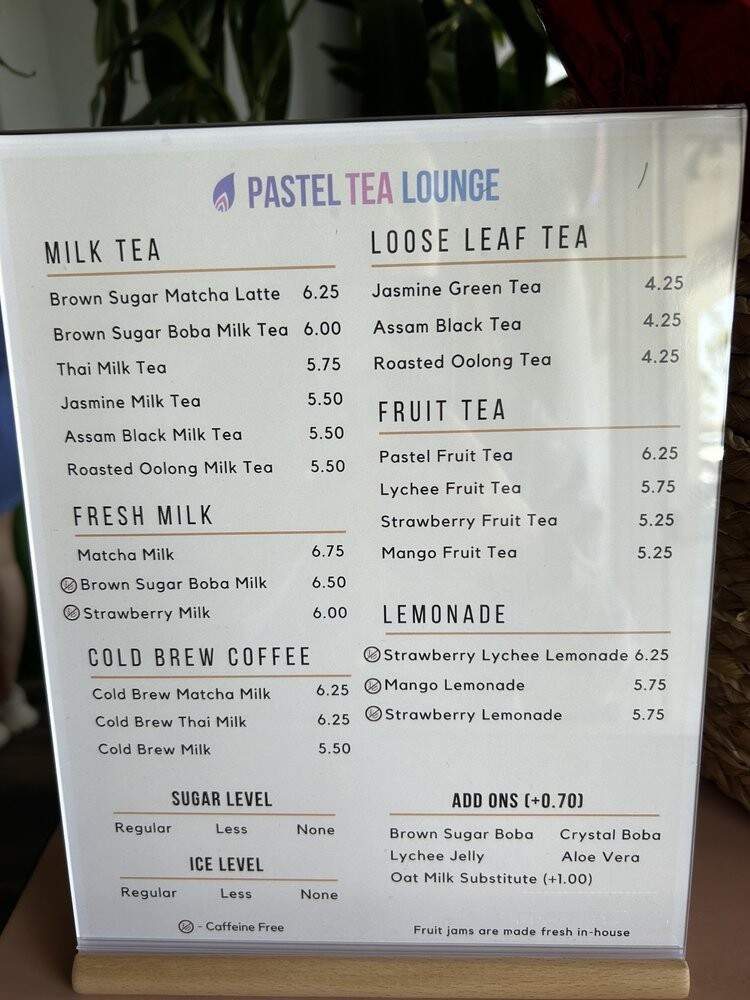 PASTEL TEA LOUNGE
MILK TEA
Brown Sugar Matcha Latte 6.25
Brown Sugar Boba Milk Tea 6.00
Thai Milk Tea 5.75
Jasmine Milk Tea 5.50
Assam Black Milk Tea 5.50
Roasted Oolong Milk Tea 5.50
FRESH MILK
Matcha Milk 6.75
Brown Sugar Boba Milk 6.50
Strawberry Milk 6.00
COLD BREW COFFEE
Cold Brew Matcha Milk 6.25
Cold Brew Thai Milk 6.25
Cold Brew Milk 5.50
SUGAR LEVEL
Regular Less None
ICE LEVEL
Regular Less None
- Caffeine Free
LOOSE LEAF TEA
Jasmine Green Tea 4.25
Assam Black Tea 4.25
Roasted Oolong Tea 4.25
FRUIT TEA
Pastel Fruit Tea 6.25
Lychee Fruit Tea 5.75
Strawberry Fruit Tea 5.25
Mango Fruit Tea 5.25
LEMONADE
Strawberry Lychee Lemonade 6.25
Mango Lemonade 5.75
Strawberry Lemonade 5.75
ADD ONS (+0.70)
Brown Sugar Boba Crystal Boba
Lychee Jelly Aloe Vera
Oat Milk Substitute (+1.00)
Fruit jams are made fresh in-house